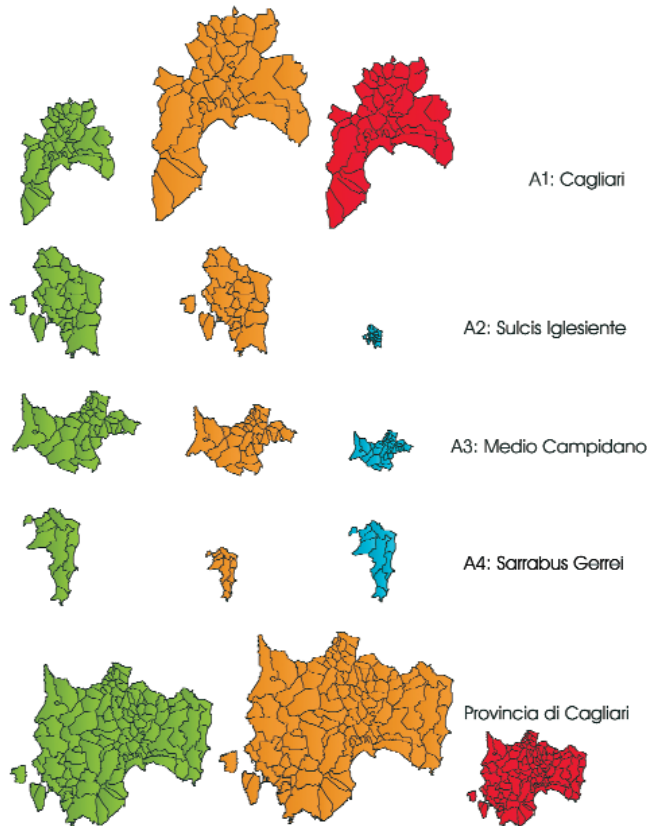 A1: Cagliari
A2: Sulcis Iglesiente
A3: Medio Campidano
A4: Sarrabus Gerrei
Provincia di Cagliari